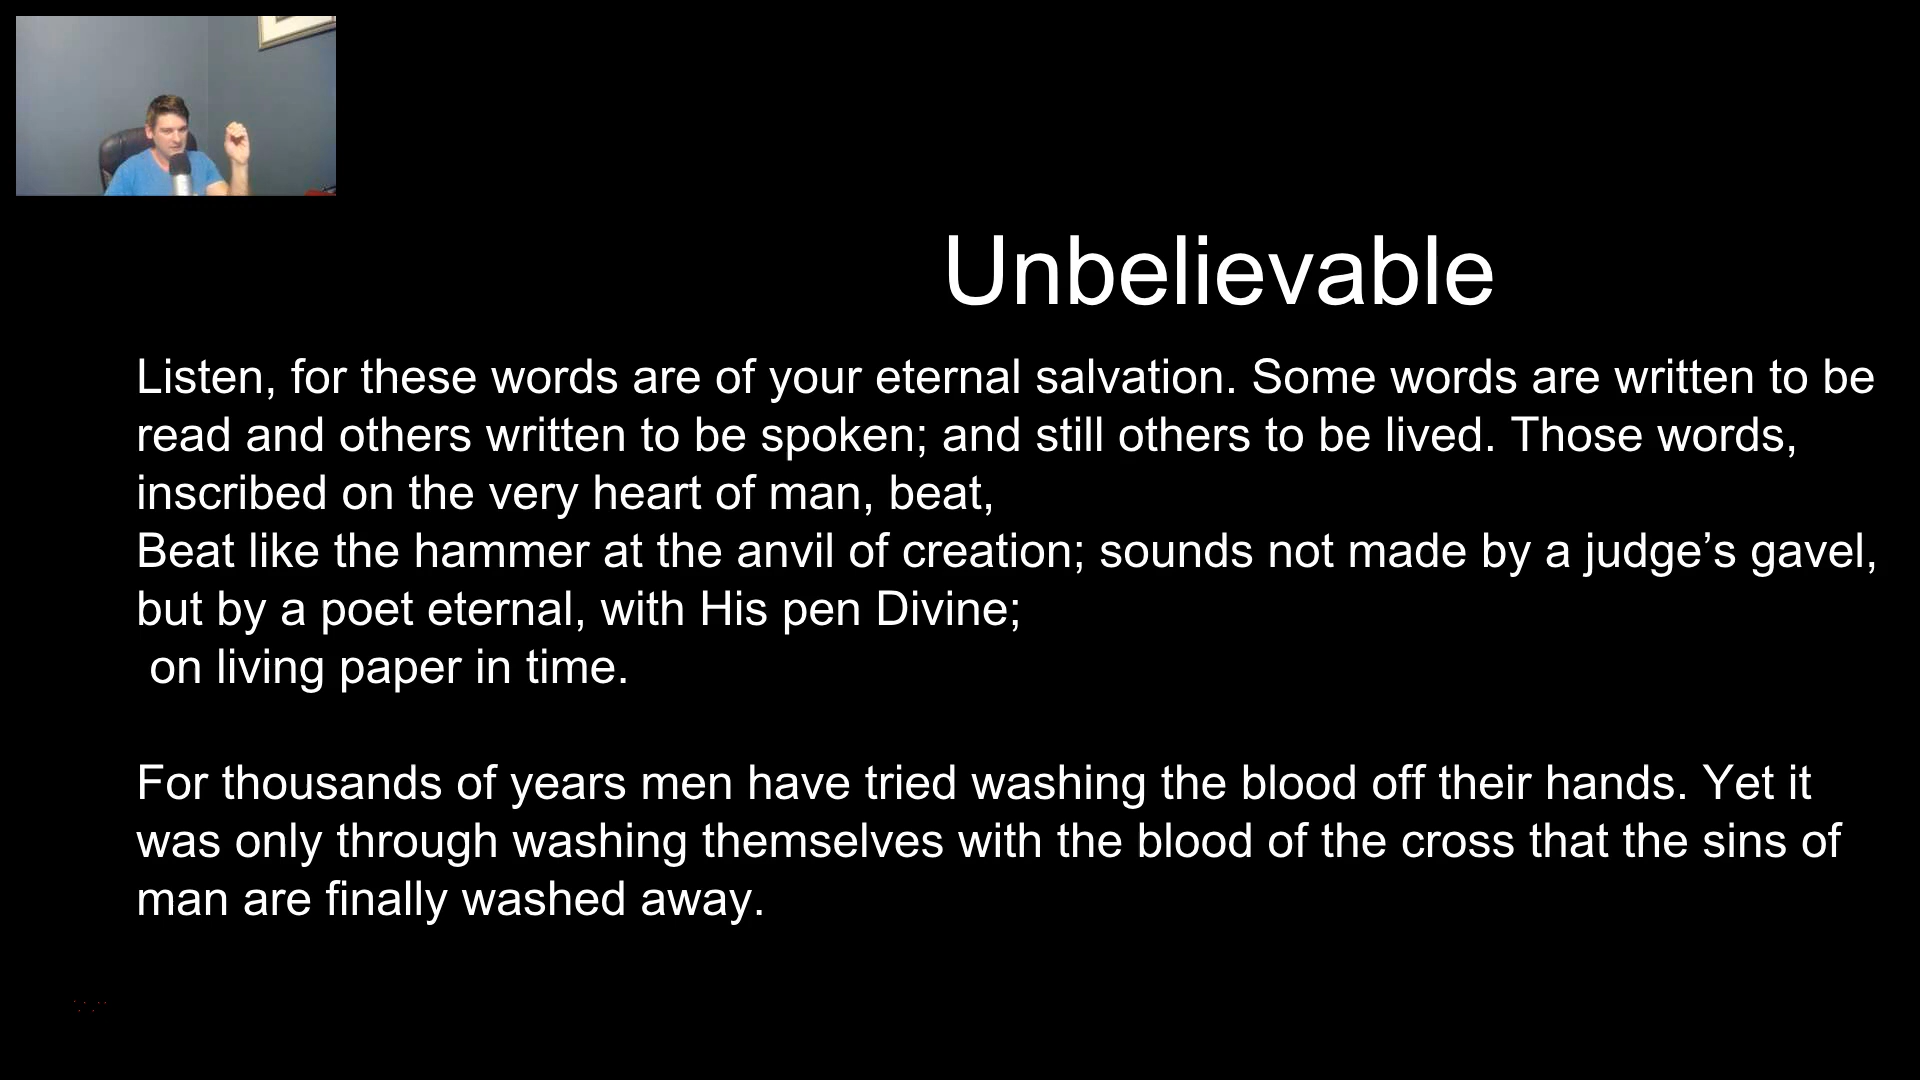 Unbelievable
Listen, for these words are of your eternal salvation. Some words are written to be
read and others written to be spoken; and still others to be lived. Those words,
inscribed on the very heart of man, beat,
Beat like the hammer at the anvil of creation; sounds not made by a judge’s gavel,
but by a poet eternal, with His pen Divine;
on living paper in time.
For thousands of years men have tried washing the blood off their hands. Yet it
was only through washing themselves with the blood of the cross that the sins of
man are finally washed away.